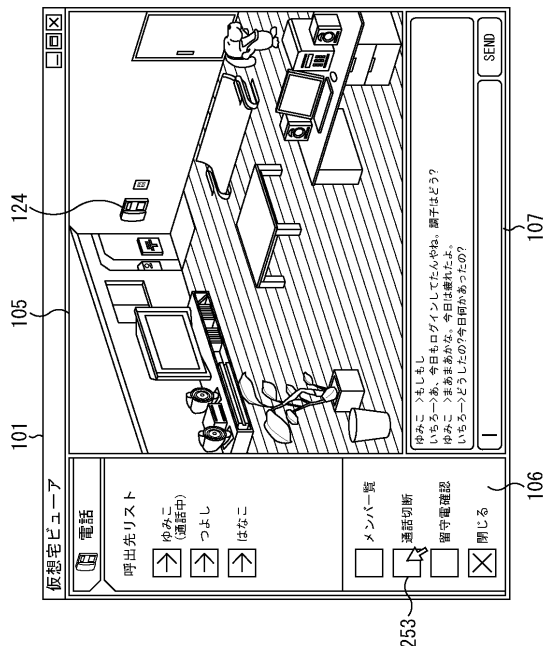 仮想宅ビューア
電話
呼出先リスト
ゆみこ
(通話中)
つよし
はなこ
メンバ一覧
通話切断
留守電確認
閉じる
ゆみこ >もしもし
いちろー>あ、今日もログインしてたんやね。調子はどう?
ゆみこ >まあまあかな。今日は疲れたよ。
いちろー>どうしたの?今日何かあったの?
SEND
101
105
124
107
106
253